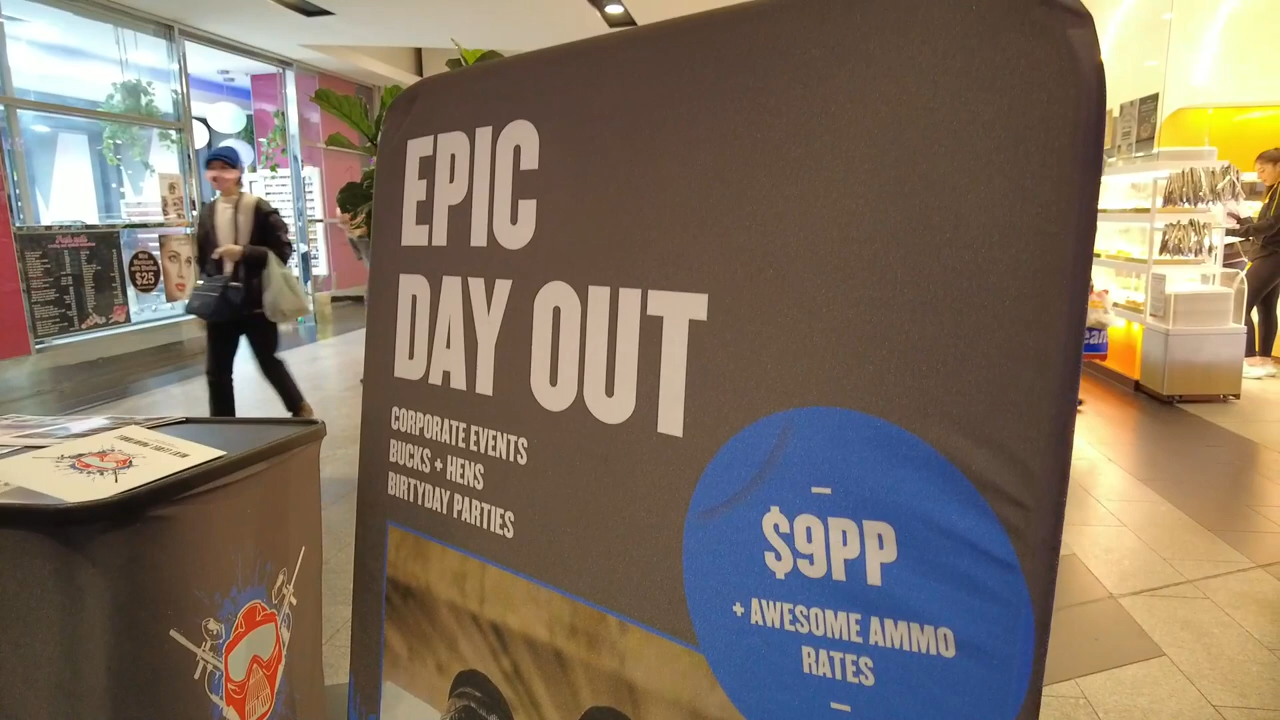 EPIC
DAY OUT
CORPORATE EVENTS
BUCKS + HENS
BIRTYDAY PARTIES
$9PP
+ AWESOME AMMO
RATES
$25